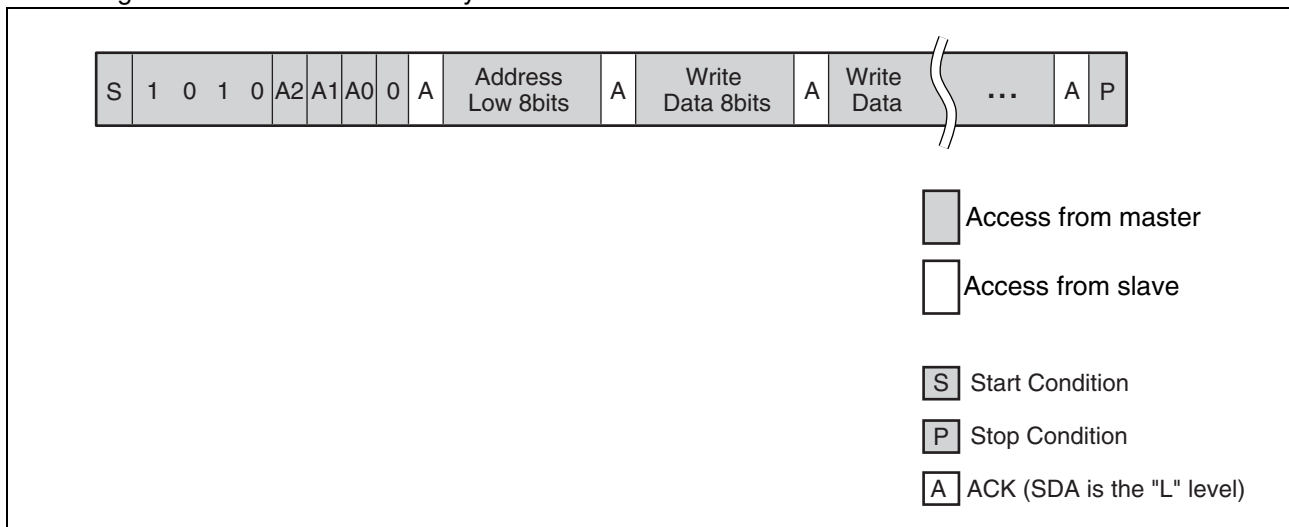 S 1 0 1 0 A2 A1 A0 0 A Address Low 8bits A Write Data 8bits A Write Data ... A P
Access from master
Access from slave
S Start Condition
P Stop Condition
A ACK (SDA is the "L" level)